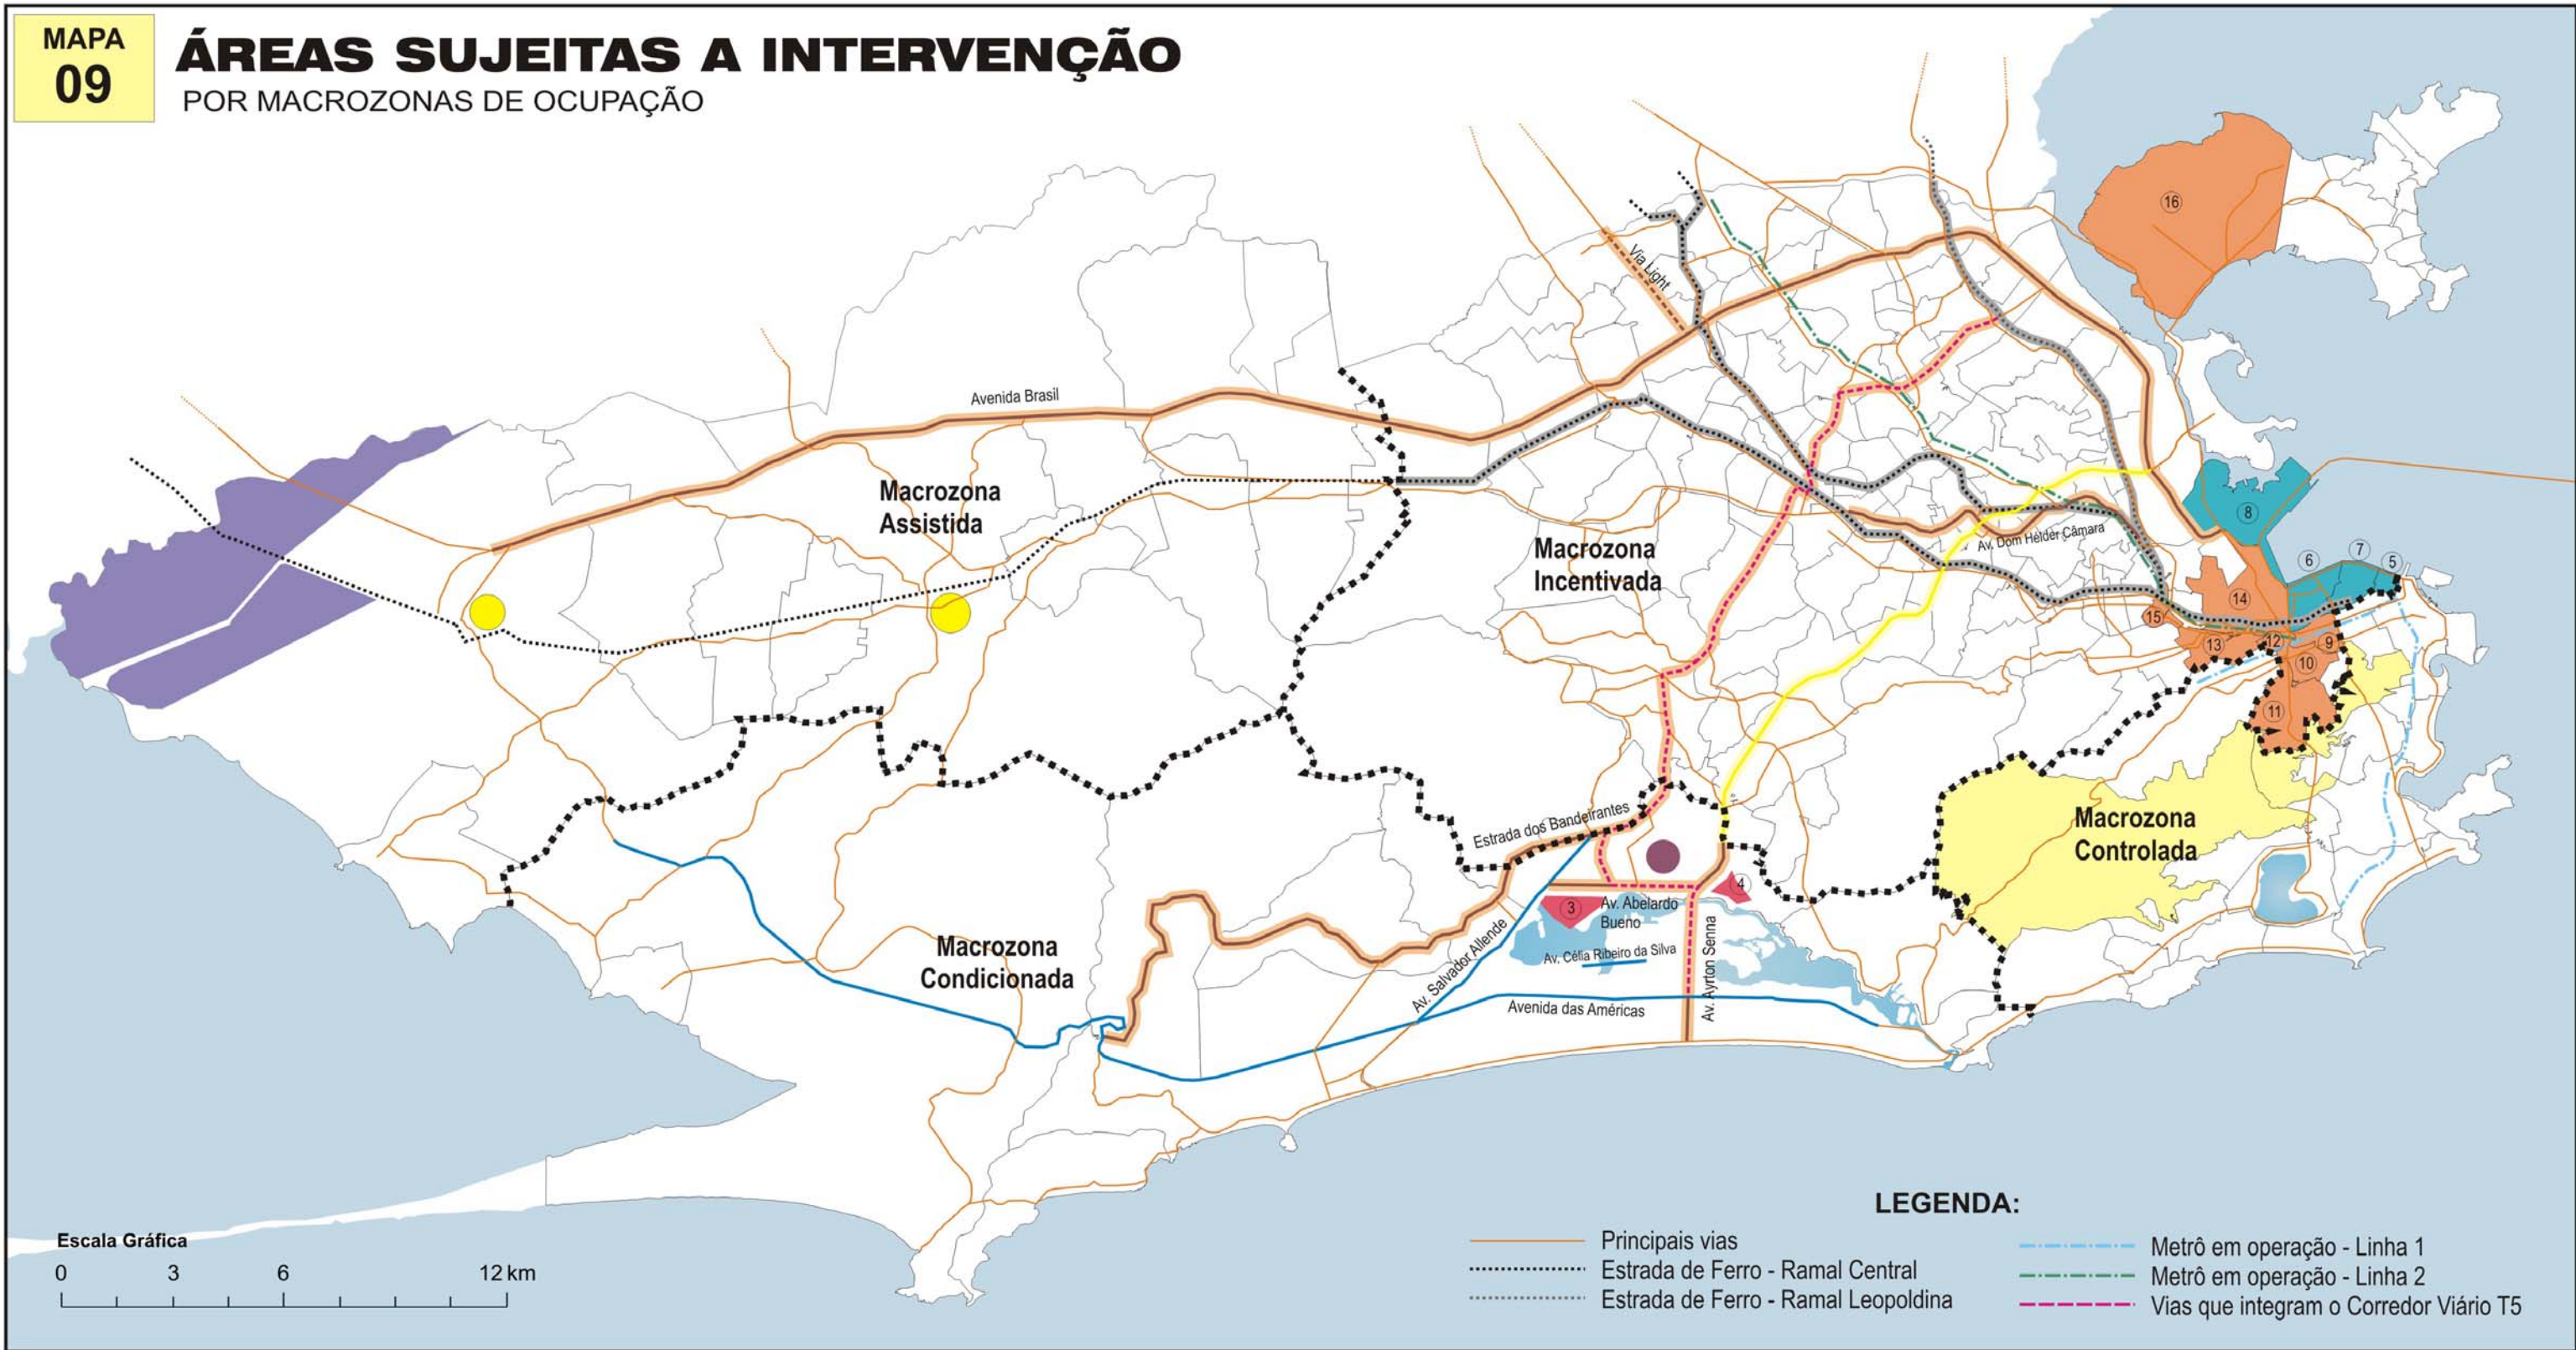 MAPA
09
ÁREAS SUJEITAS A INTERVENÇÃO
POR MACROZONAS DE OCUPAÇÃO
16
Via Light
Avenida Brasil
Macrozona
Assistida
Macrozona
Incentivada
Av. Dom Hélder Câmara
8
7
6
5
14
15
13
12
9
10
11
Macrozona
Controlada
Estrada dos Bandeirantes
4
3
Av. Abelardo
Bueno
Av. Salvador Allende
Av. Célia Ribeiro da Silva
Av. Ayrton Senna
Avenida das Américas
Macrozona
Condicionada
LEGENDA:
Principais vias
Estrada de Ferro - Ramal Central
Estrada de Ferro - Ramal Leopoldina
Metrô em operação - Linha 1
Metrô em operação - Linha 2
Vias que integram o Corredor Viário T5
Escala Gráfica
0 3 6 12 km